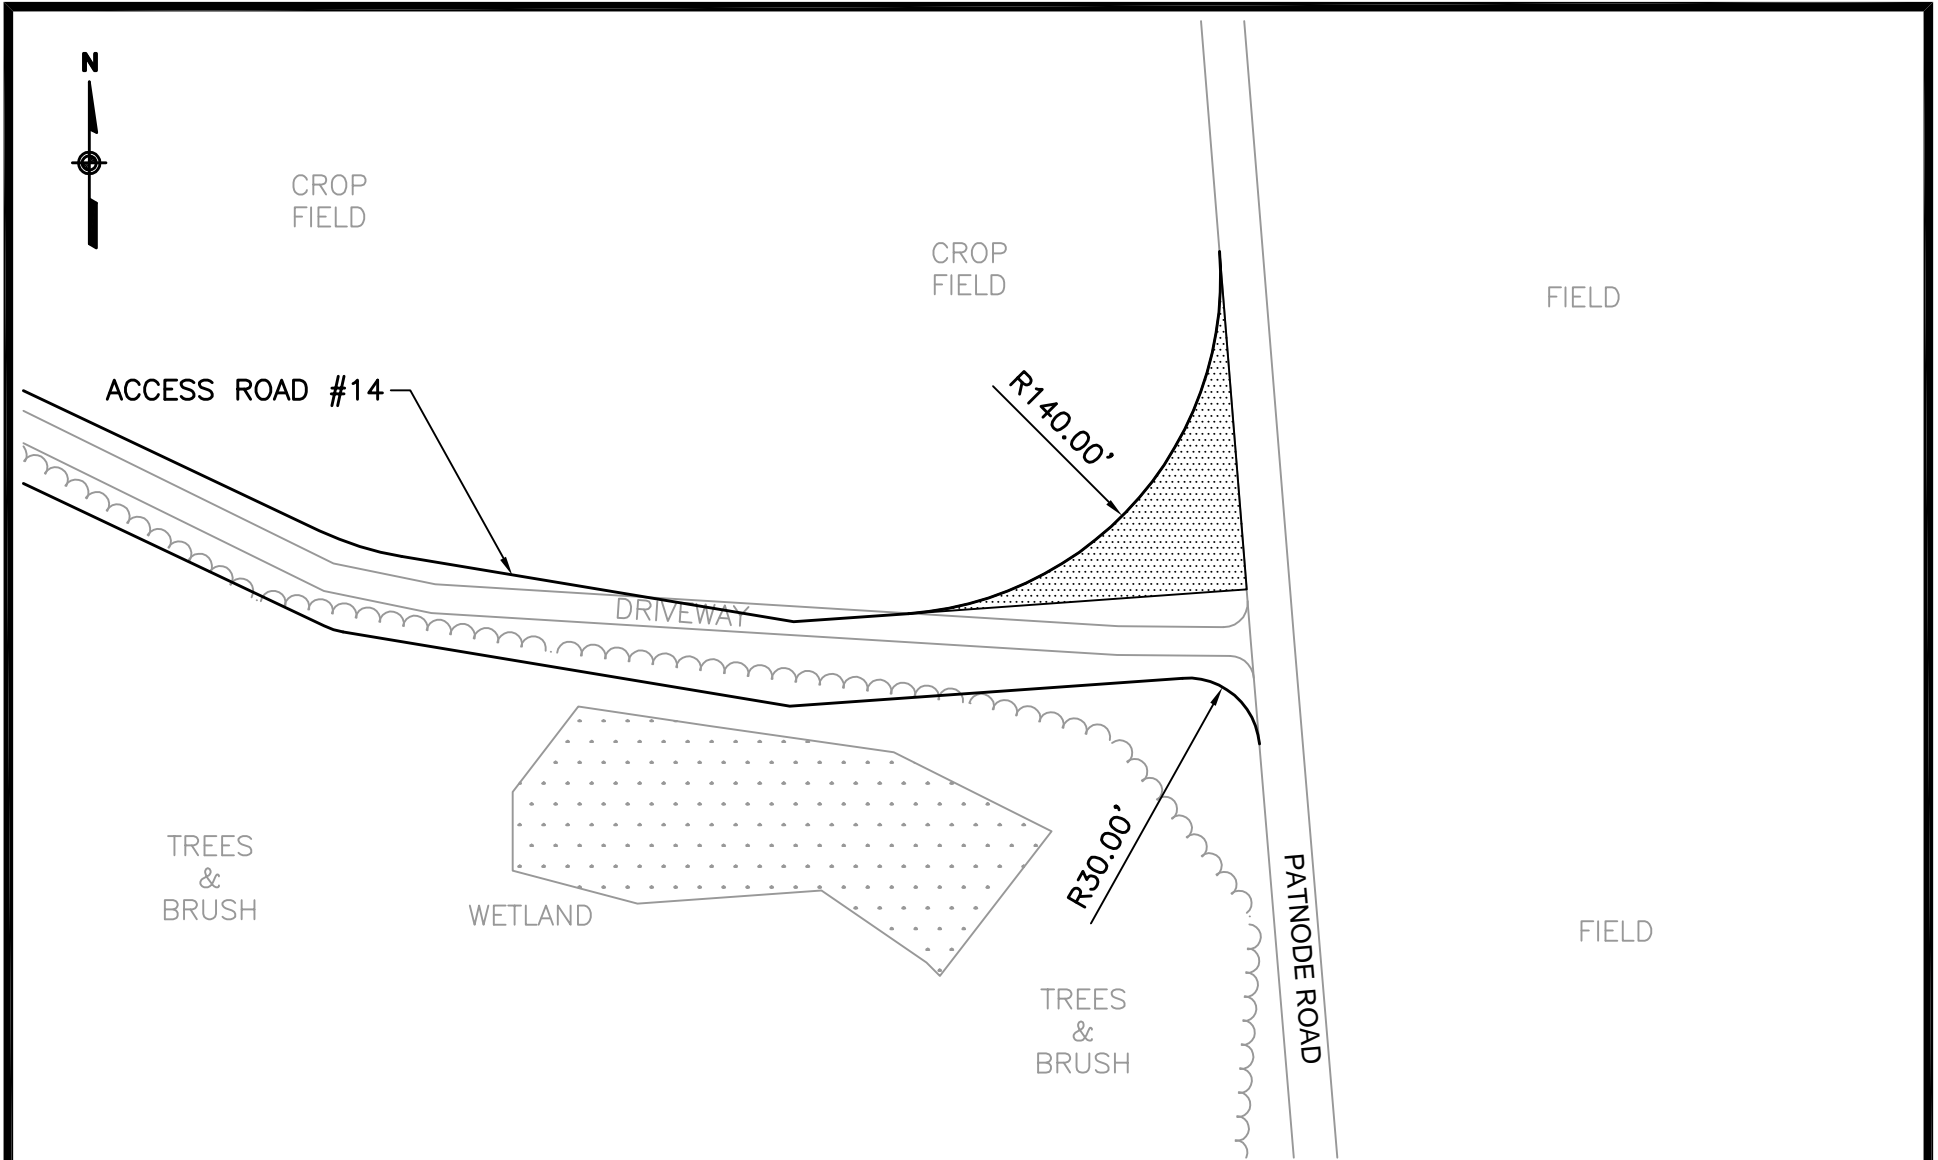 N
CROP
FIELD
CROP
FIELD
FIELD
ACCESS ROAD #14
R140.00'
DRIVEWAY
R30.00'
TREES
&
BRUSH
WETLAND
PATNODE ROAD
FIELD
TREES
&
BRUSH